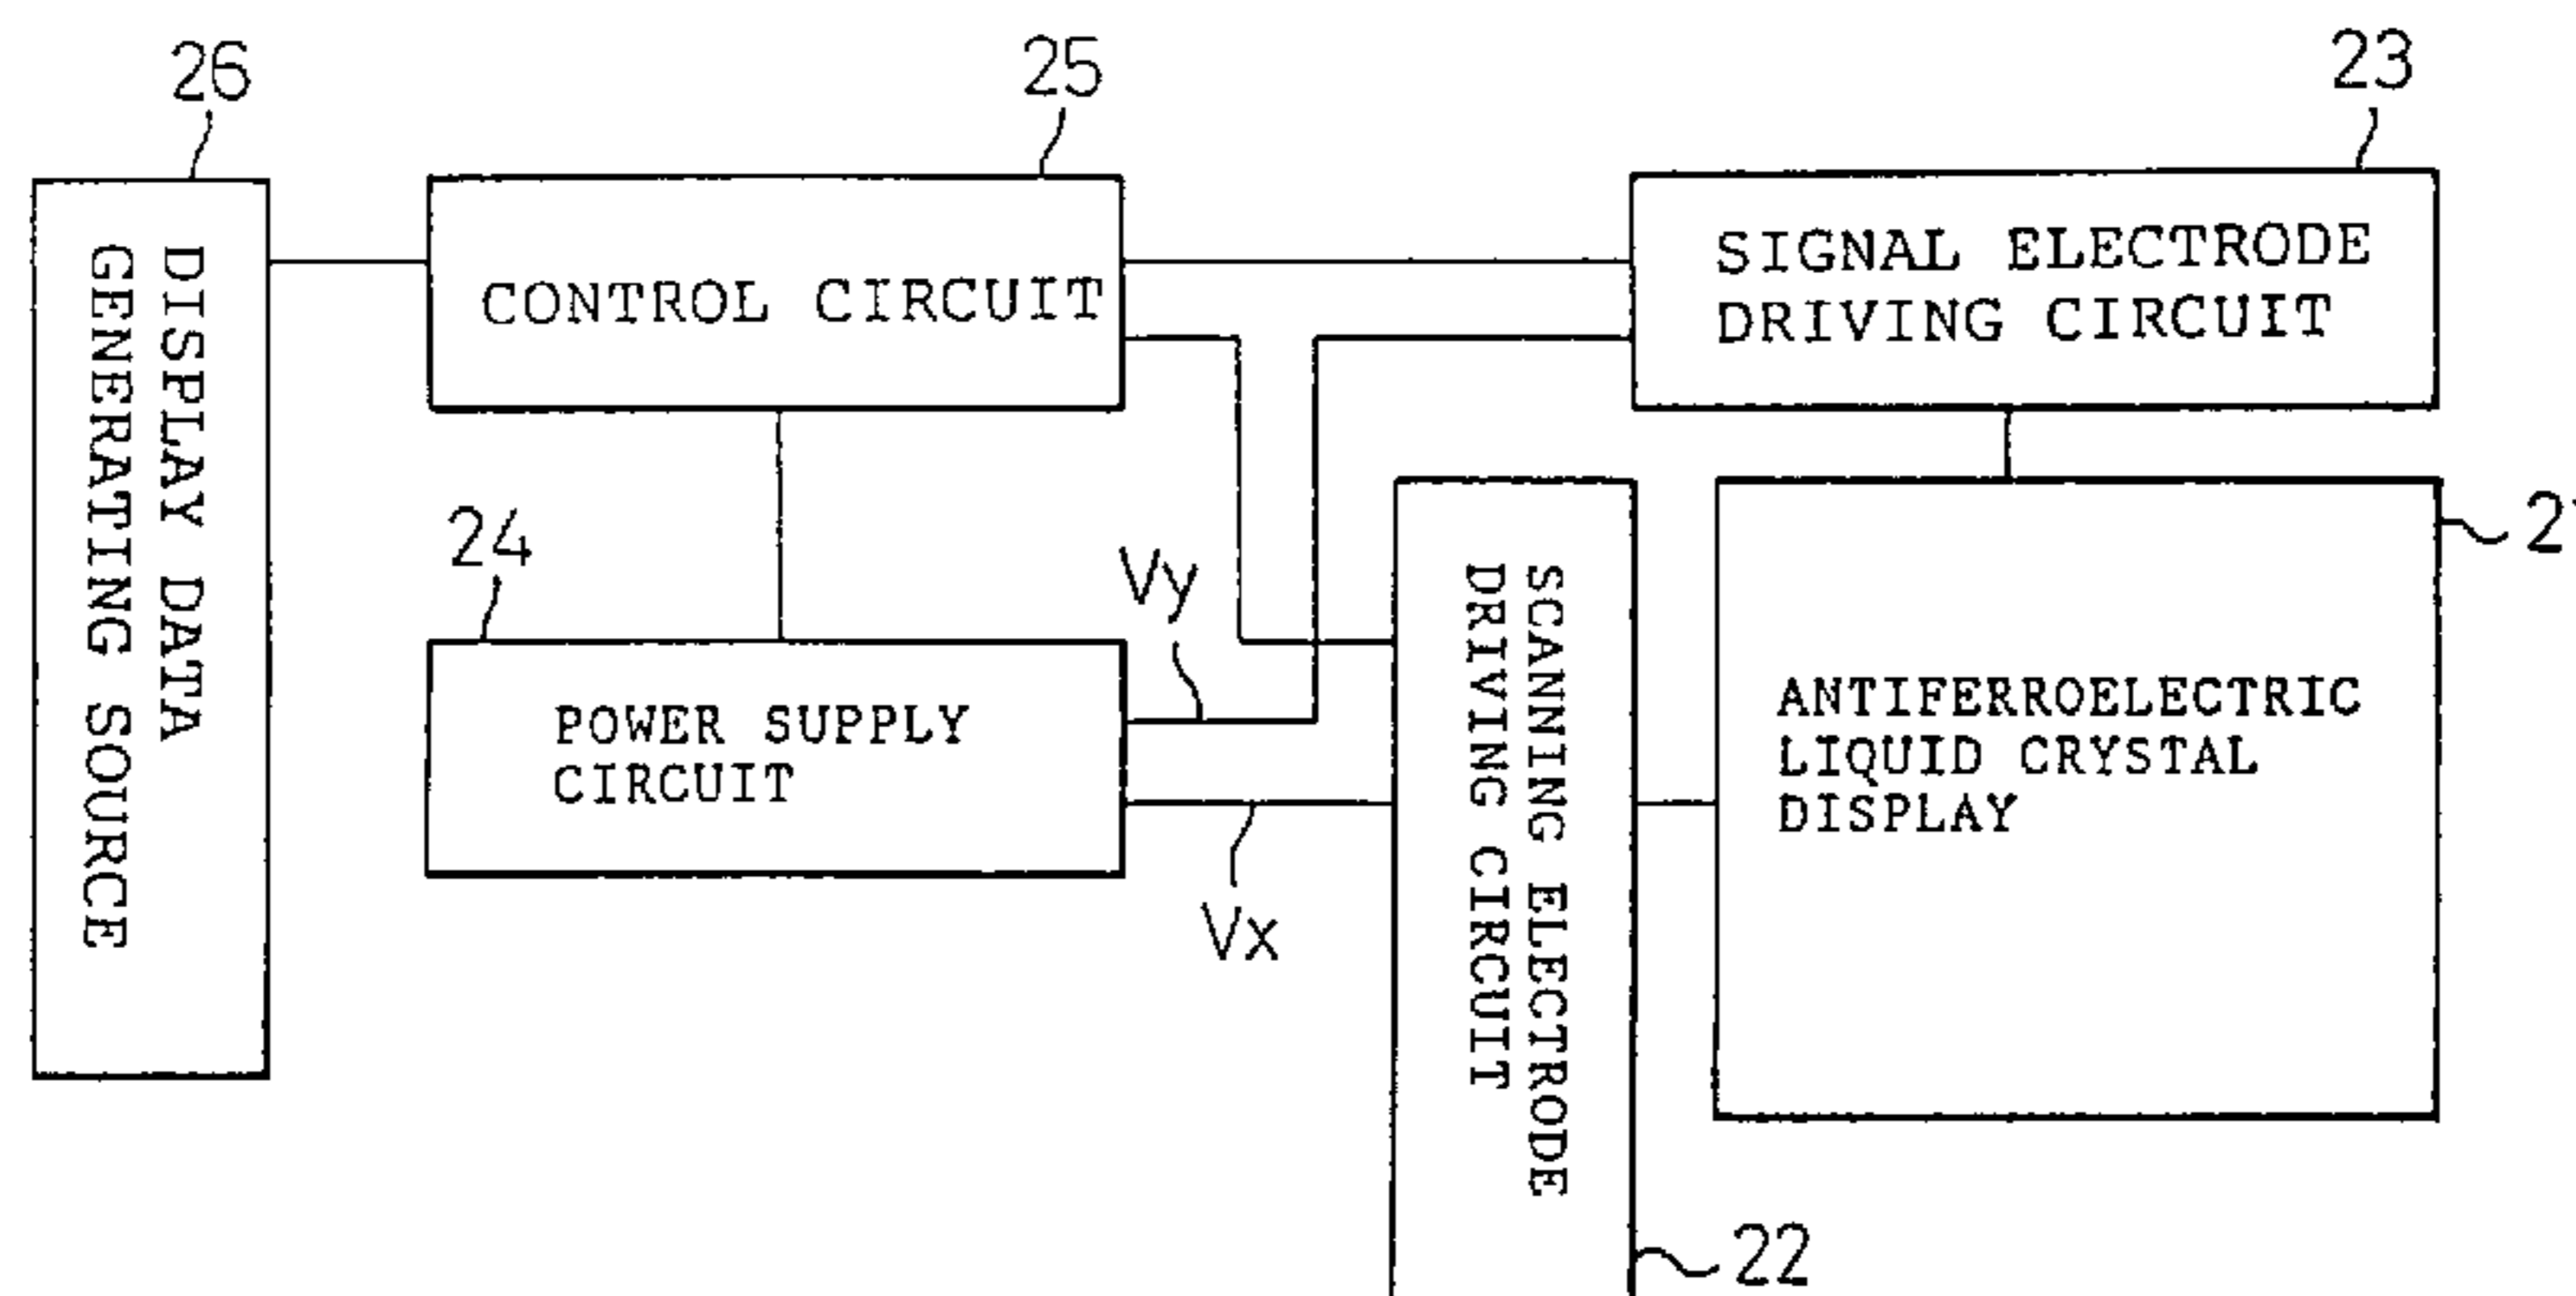 26
25
23
DISPLAY DATA
GENERATING SOURCE
CONTROL CIRCUIT
SIGNAL ELECTRODE
DRIVING CIRCUIT
24
Vy
POWER SUPPLY
CIRCUIT
Vx
SCANNING ELECTRODE
DRIVING CIRCUIT
22
ANTIFERROELECTRIC
LIQUID CRYSTAL
DISPLAY